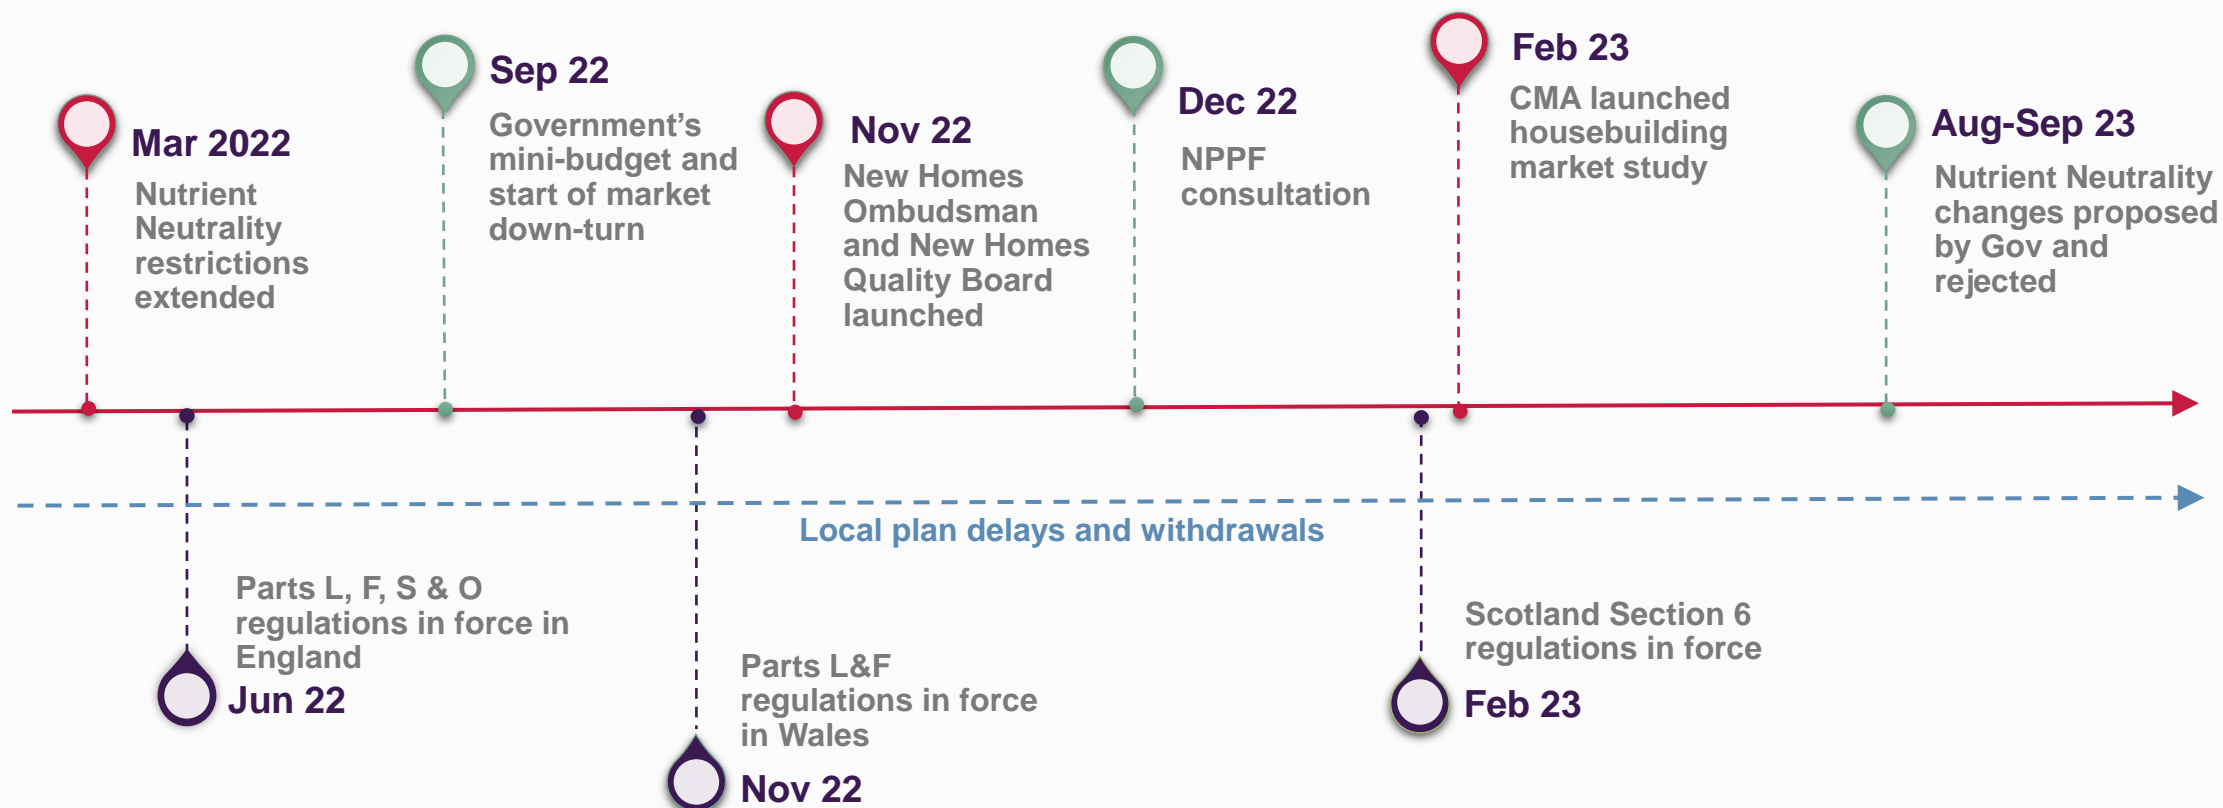 Mar 2022
Nutrient
Neutrality
restrictions
extended
Sep 22
Government’s
mini-budget and
start of market
down-turn
Nov 22
New Homes
Ombudsman
and New Homes
Quality Board
launched
Dec 22
NPPF
consultation
Feb 23
CMA launched
housebuilding
market study
Aug-Sep 23
Nutrient Neutrality
changes proposed
by Gov and
rejected
Local plan delays and withdrawals
Parts L, F, S & O
regulations in force in
England
Jun 22
Parts L&F
regulations in force
in Wales
Nov 22
Scotland Section 6
regulations in force
Feb 23